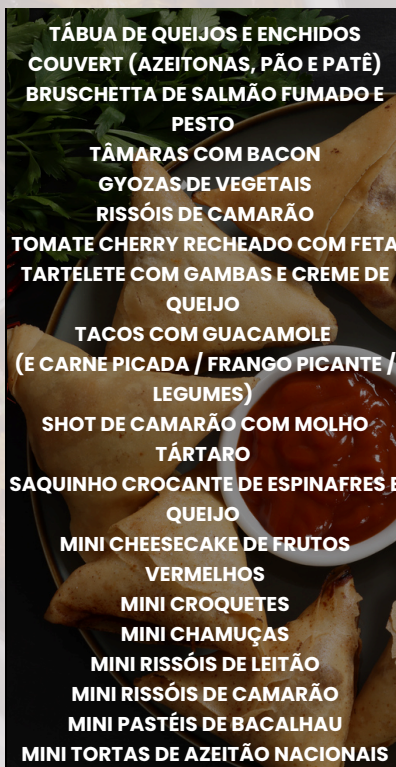 TÁBUA DE QUEIJOS E ENCHIDOS
COUVERT (AZEITONAS, PÃO E PATÊ)
BRUSCHETTA DE SALMÃO FUMADO E
PESTO
TÂMARAS COM BACON
GYOZAS DE VEGETAIS
RISSÓIS DE CAMARÃO
TOMATE CHERRY RECHEADO COM FETA
TARTELETE COM GAMBAS E CREME DE
QUEIJO
TACOS COM GUACAMOLE
(E CARNE PICADA / FRANGO PICANTE /
LEGUMES)
SHOT DE CAMARÃO COM MOLHO
TÁRTARO
SAQUINHO CROCANTE DE ESPINAFRES E
QUEIJO
MINI CHEESECAKE DE FRUTOS
VERMELHOS
MINI CROQUETES
MINI CHAMUÇAS
MINI RISSÓIS DE LEITÃO
MINI RISSÓIS DE CAMARÃO
MINI PASTÉIS DE BACALHAU
MINI TORTAS DE AZEITÃO NACIONAIS